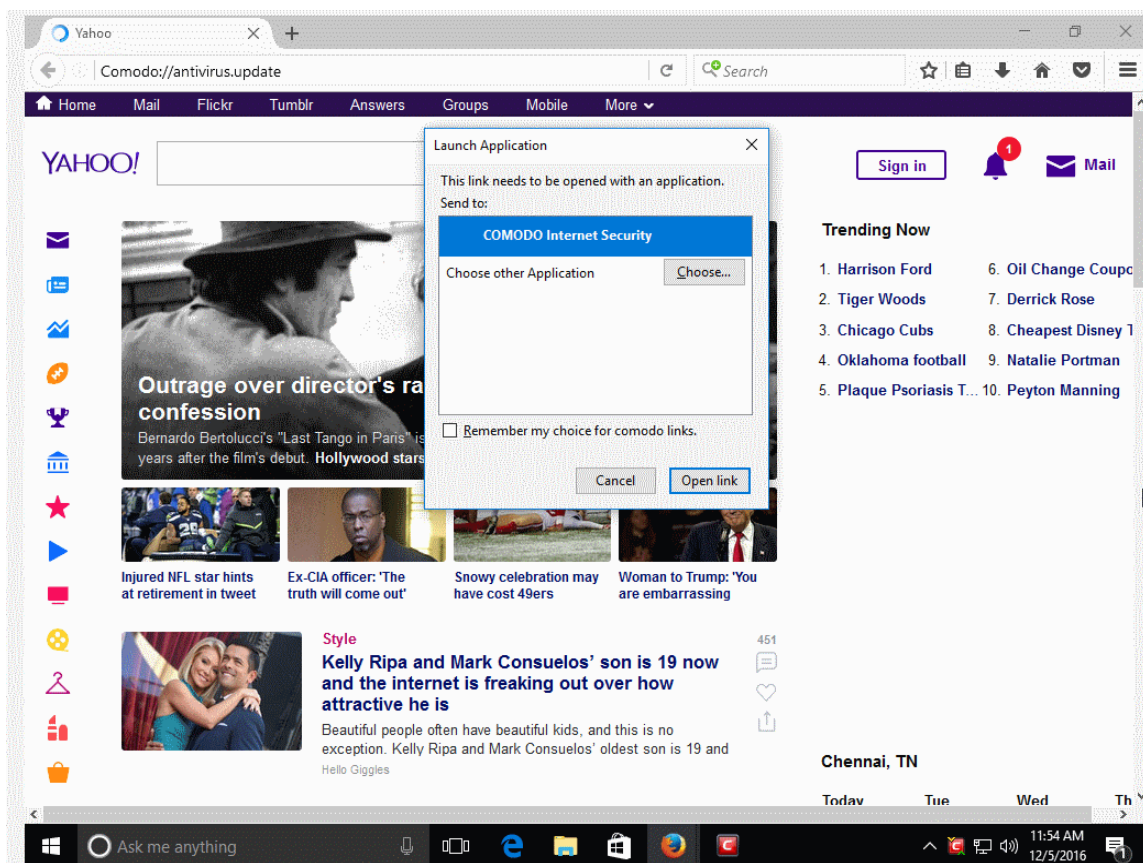 Yahoo
Comodo://antivirus.update
Search
Home Mail Flickr Tumblr Answers Groups Mobile More
YAHOO!
Sign in
1
Mail
Launch Application
This link needs to be opened with an application.
Send to:
COMODO Internet Security
Choose other Application
Choose...
Remember my choice for comodo links.
Cancel
Open link
Outrage over director's ra
confession
Bernardo Bertolucci's "Last Tango in Paris" is
years after the film's debut. Hollywood stars
Injured NFL star hints
at retirement in tweet
Ex-CIA officer: 'The
truth will come out'
Snowy celebration may
have cost 49ers
Woman to Trump: 'You
are embarrassing
Style
451
Kelly Ripa and Mark Consuelos' son is 19 now
and the internet is freaking out over how
attractive he is
Beautiful people often have beautiful kids, and this is no
exception. Kelly Ripa and Mark Consuelos' oldest son is 19 and
Hello Giggles
Trending Now
1. Harrison Ford
2. Tiger Woods
3. Chicago Cubs
4. Oklahoma football
5. Plaque Psoriasis T...
6. Oil Change Coupo
7. Derrick Rose
8. Cheapest Disney T
9. Natalie Portman
10. Peyton Manning
Chennai, TN
Today Tue Wed Th
Ask me anything
11:54 AM
12/5/2016
1